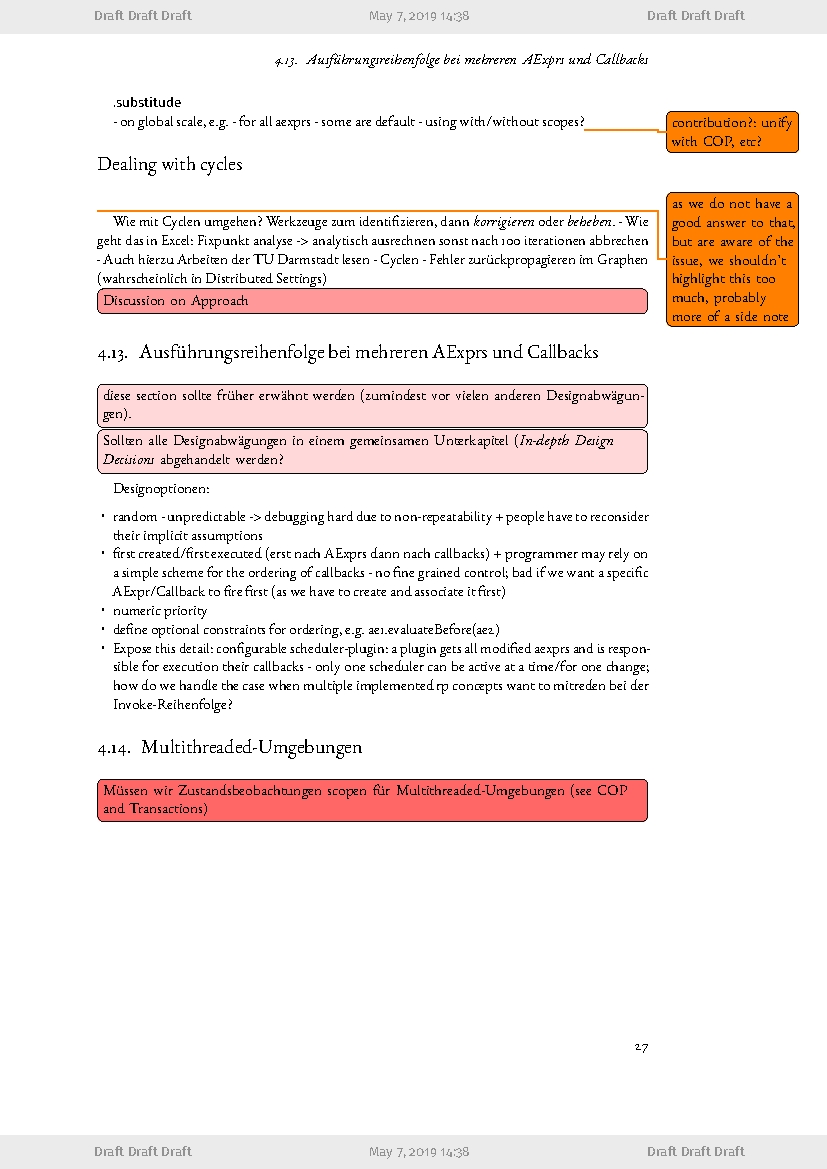 Draft Draft Draft May 7, 2019 14:38 Draft Draft Draft
4.13. Ausführungsreihenfolge bei mehreren AExprs und Callbacks
.substitude
- on global scale, e.g. - for all aexprs - some are default - using with/without scopes?
contribution?: unify
with COP, etc?
Dealing with cycles
Wie mit Cyclen umgehen? Werkzeuge zum identifizieren, dann korrigieren oder beheben. - Wie
geht das in Excel: Fixpunkt analyse -> analytisch ausrechnen sonst nach 100 iterationen abbrechen
- Auch hierzu Arbeiten der TU Darmstadt lesen - Cyclen - Fehler zurückpropagieren im Graphen
(wahrscheinlich in Distributed Settings)
as we do not have a
good answer to that,
but are aware of the
issue, we shouldn't
highlight this too
much, probably
more of a side note
Discussion on Approach
4.13. Ausführungsreihenfolge bei mehreren AExprs und Callbacks
diese section sollte früher erwähnt werden (zumindest vor vielen anderen Designabwägun-
gen).
Sollten alle Designabwägungen in einem gemeinsamen Unterkapitel (In-depth Design
Decisions abgehandelt werden?
Designoptionen:
• random - unpredictable -> debugging hard due to non-repeatability + people have to reconsider
their implicit assumptions
• first created/first executed (erst nach AExprs dann nach callbacks) + programmer may rely on
a simple scheme for the ordering of callbacks - no fine grained control; bad if we want a specific
AExpr/Callback to fire first (as we have to create and associate it first)
• numeric priority
• define optional constraints for ordering, e.g. ae1.evaluateBefore(ae2)
• Expose this detail: configurable scheduler-plugin: a plugin gets all modified aexprs and is respon-
sible for execution their callbacks - only one scheduler can be active at a time/for one change;
how do we handle the case when multiple implemented rp concepts want to mitreden bei der
Invoke-Reihenfolge?
4.14. Multithreaded-Umgebungen
Müssen wir Zustandsbeobachtungen scopen für Multithreaded-Umgebungen (see COP
and Transactions)
27
Draft Draft Draft May 7, 2019 14:38 Draft Draft Draft